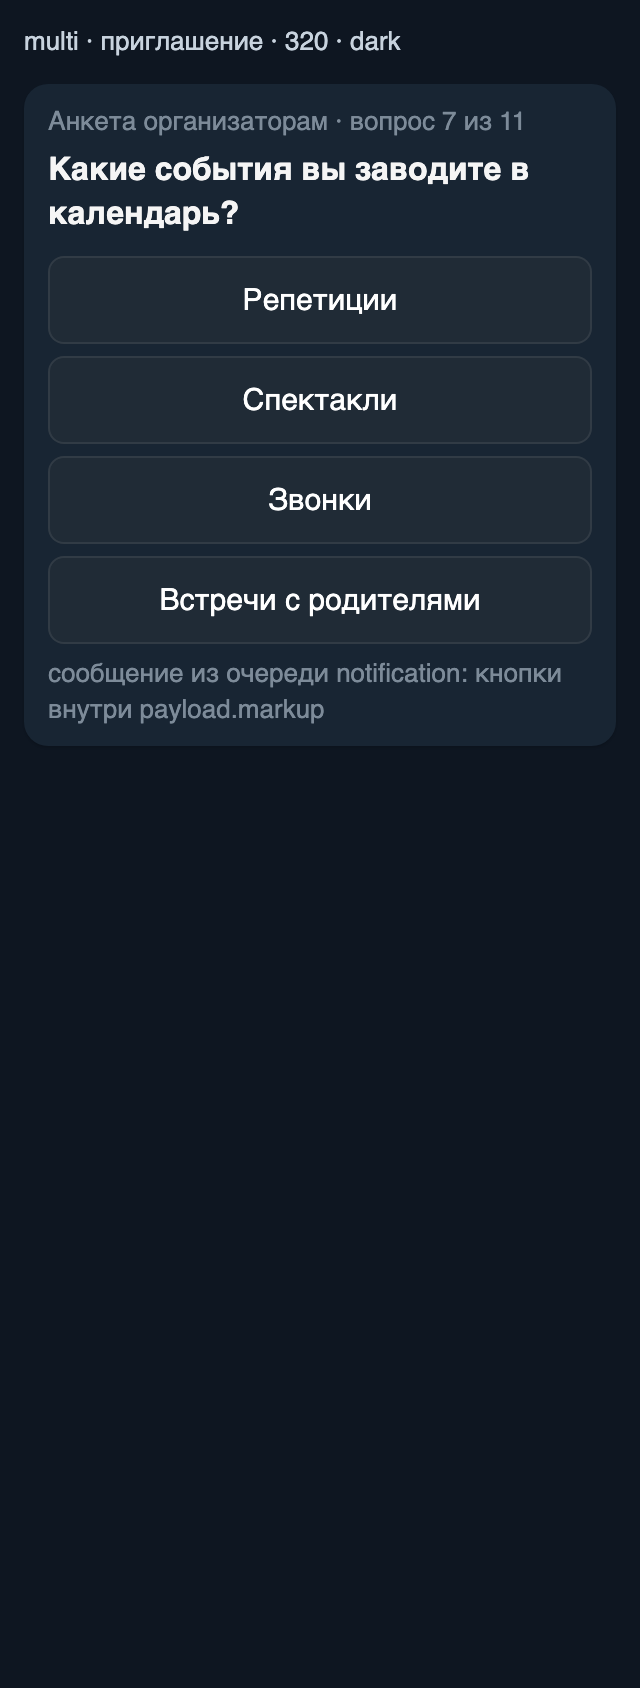 multi · приглашение · 320 · dark
Анкета организаторам · вопрос 7 из 11
Какие события вы заводите в
календарь?
Репетиции
Спектакли
Звонки
Встречи с родителями
сообщение из очереди notification: кнопки
внутри payload.markup